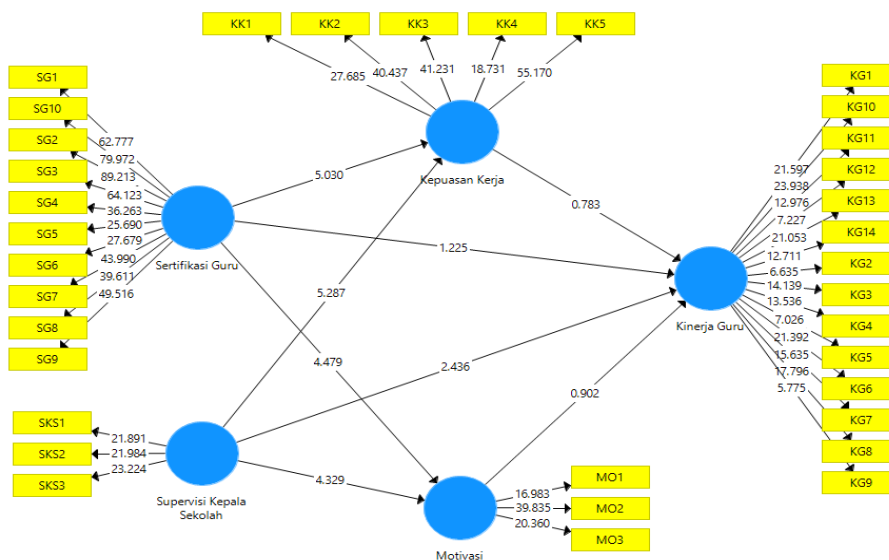 KK1
KK2
KK3
KK4
KK5
27.685
40.437
41.231
18.731
55.170
SG1
SG10
SG2
SG3
SG4
SG5
SG6
SG7
SG8
SG9
62.777
79.972
89.213
64.123
36.263
25.690
27.679
43.990
39.611
49.516
Sertifikasi Guru
Kepuasan Kerja
5.030
0.783
1.225
5.287
4.479
2.436
0.902
4.329
Kinerja Guru
KG1
KG10
KG11
KG12
KG13
KG14
KG2
KG3
KG4
KG5
KG6
KG7
KG8
KG9
21.597
23.938
12.976
7.227
21.053
12.711
6.635
14.139
13.536
7.026
21.392
15.635
17.796
5.775
SKS1
SKS2
SKS3
21.891
21.984
23.224
Supervisi Kepala
Sekolah
Motivasi
16.983
39.835
20.360
MO1
MO2
MO3